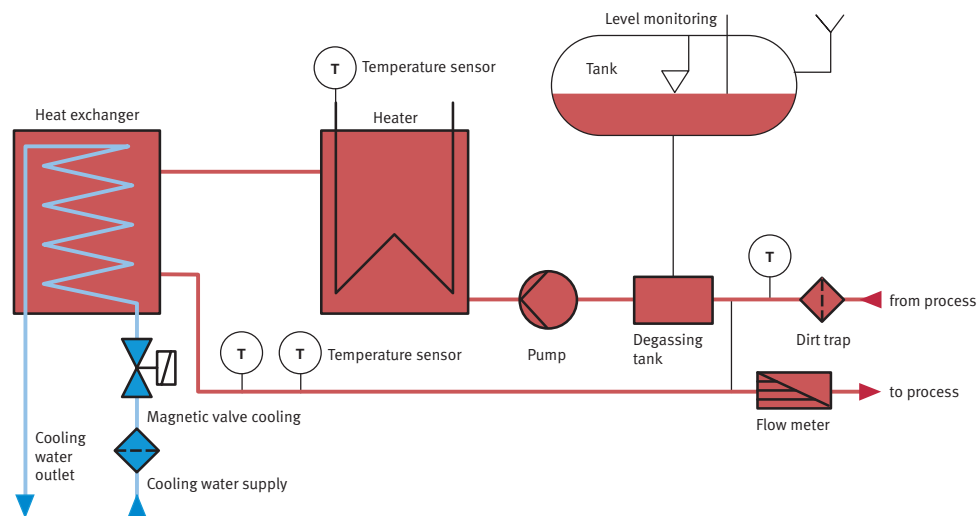 Level monitoring
Tank
T
Temperature sensor
Heat exchanger
Heater
T
from process
Pump
Degassing
tank
Dirt trap
T
T
Temperature sensor
to process
Magnetic valve cooling
Flow meter
Cooling
water
outlet
Cooling water supply